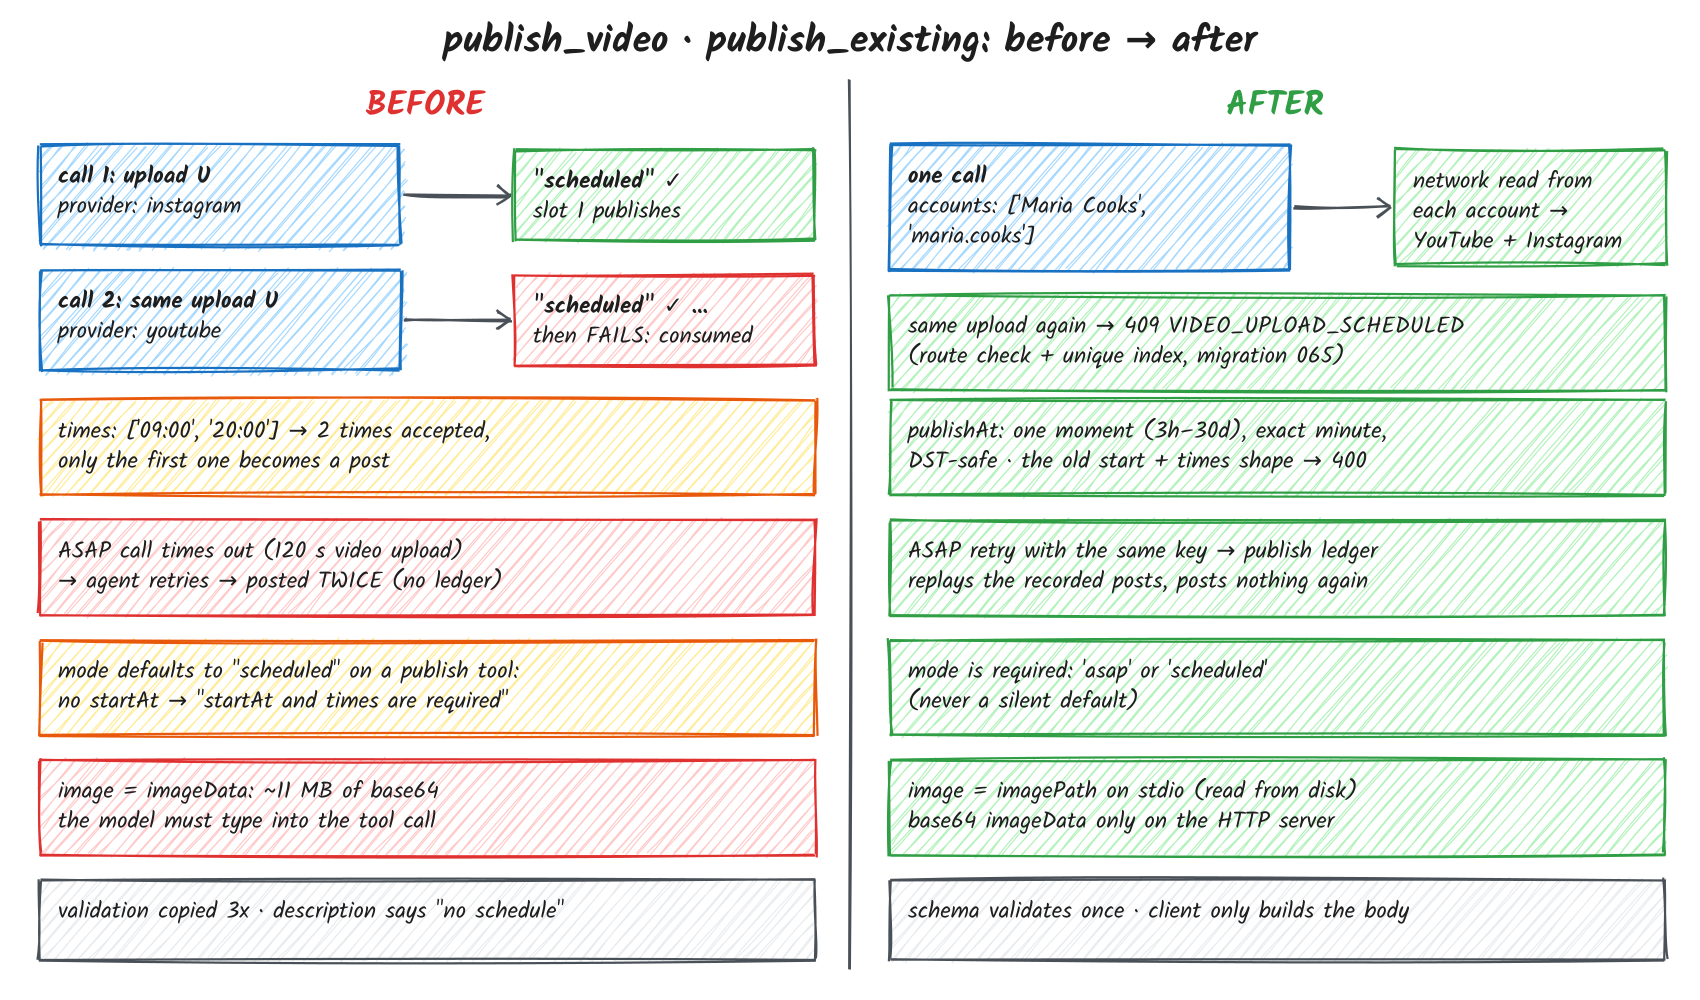 publish_video · publish_existing: before → after
BEFORE
call 1: upload U
provider: instagram
"scheduled" ✓
slot 1 publishes
call 2: same upload U
provider: youtube
"scheduled" ✓ ...
then FAILS: consumed
times: ['09:00', '20:00'] → 2 times accepted,
only the first one becomes a post
ASAP call times out (120 s video upload)
→ agent retries → posted TWICE (no ledger)
mode defaults to "scheduled" on a publish tool:
no startAt → "startAt and times are required"
image = imageData: ~11 MB of base64
the model must type into the tool call
validation copied 3x · description says "no schedule"
AFTER
one call
accounts: ['Maria Cooks',
'maria.cooks']
network read from
each account →
YouTube + Instagram
same upload again → 409 VIDEO_UPLOAD_SCHEDULED
(route check + unique index, migration 065)
publishAt: one moment (3h–30d), exact minute,
DST-safe · the old start + times shape → 400
ASAP retry with the same key → publish ledger
replays the recorded posts, posts nothing again
mode is required: 'asap' or 'scheduled'
(never a silent default)
image = imagePath on stdio (read from disk)
base64 imageData only on the HTTP server
schema validates once · client only builds the body